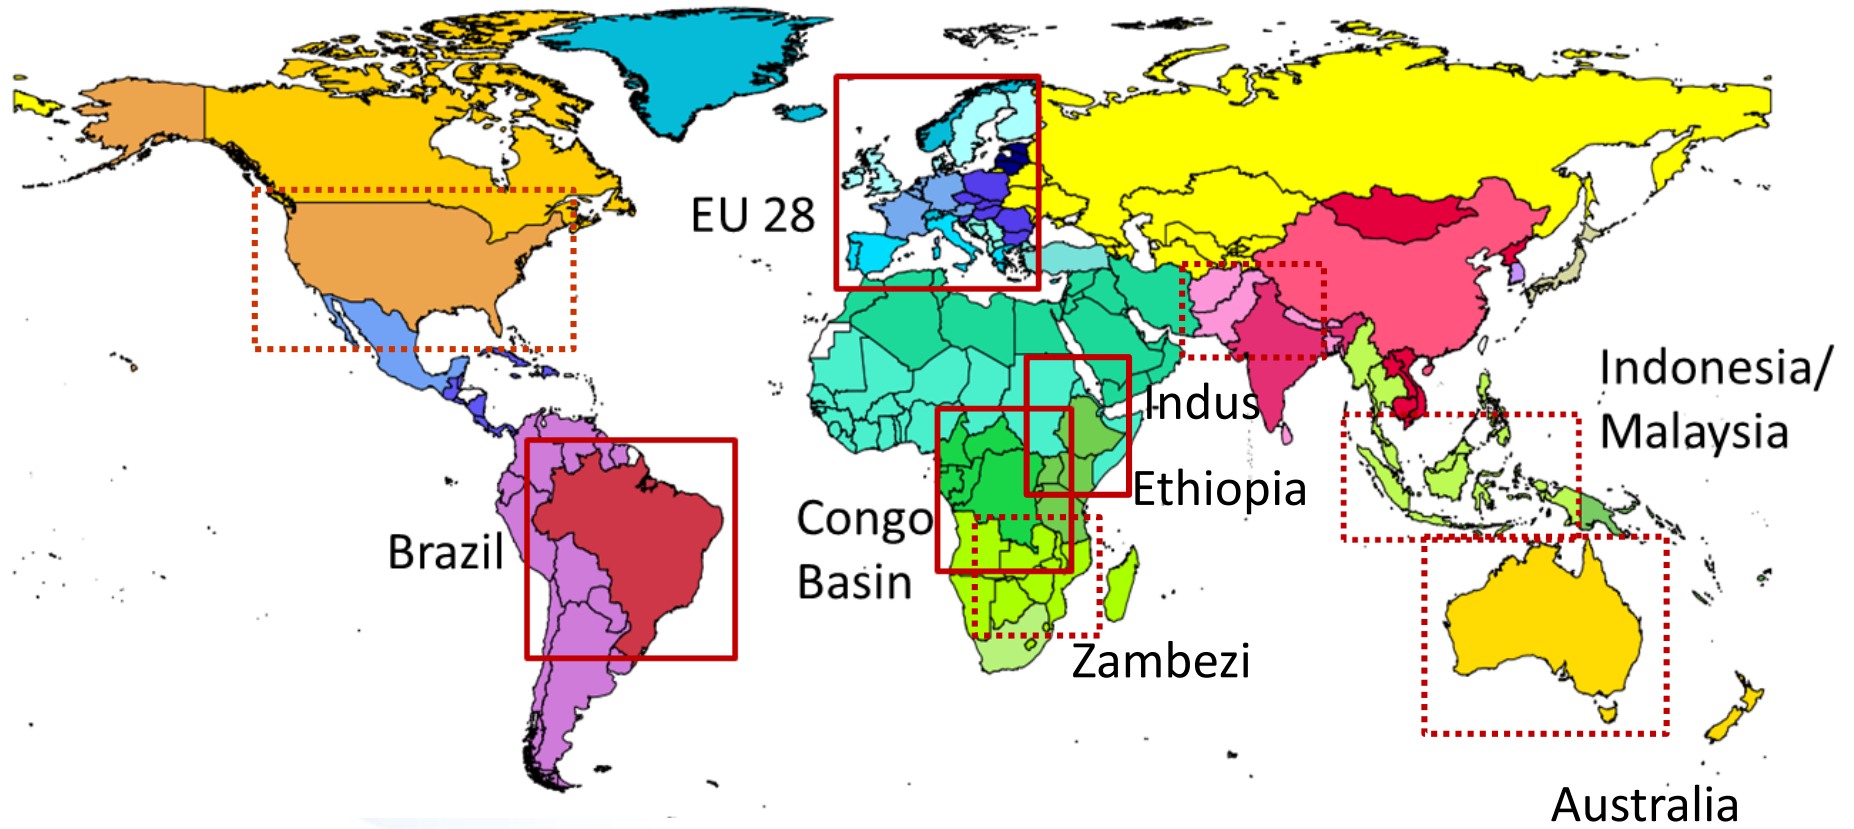 EU 28
Indonesia/
Malaysia
Indus
Ethiopia
Congo
Basin
Brazil
Zambezi
Australia